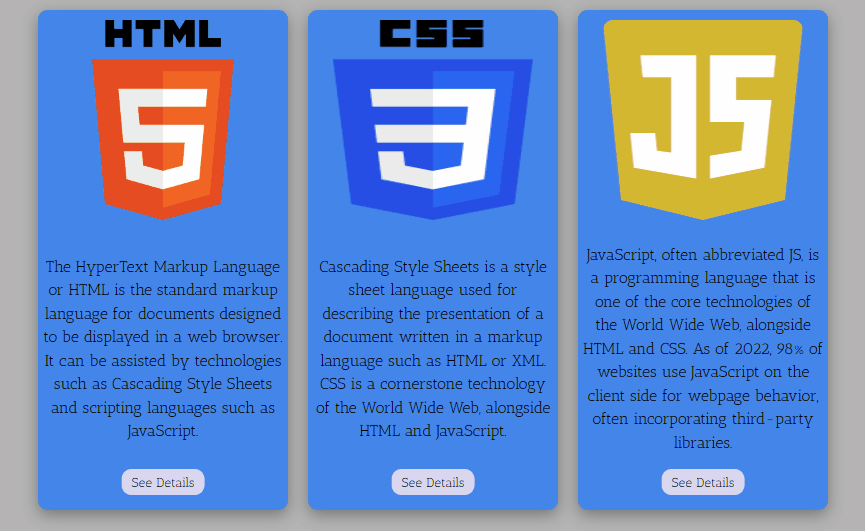 HTML
5
The HyperText Markup Language
or HTML is the standard markup
language for documents designed
to be displayed in a web browser.
It can be assisted by technologies
such as Cascading Style Sheets
and scripting languages such as
JavaScript.
See Details
CSS
3
Cascading Style Sheets is a style
sheet language used for
describing the presentation of a
document written in a markup
language such as HTML or XML.
CSS is a cornerstone technology
of the World Wide Web, alongside
HTML and JavaScript.
See Details
JS
JavaScript, often abbreviated JS, is
a programming language that is
one of the core technologies of
the World Wide Web, alongside
HTML and CSS. As of 2022, 98% of
websites use JavaScript on the
client side for webpage behavior,
often incorporating third-party
libraries.
See Details